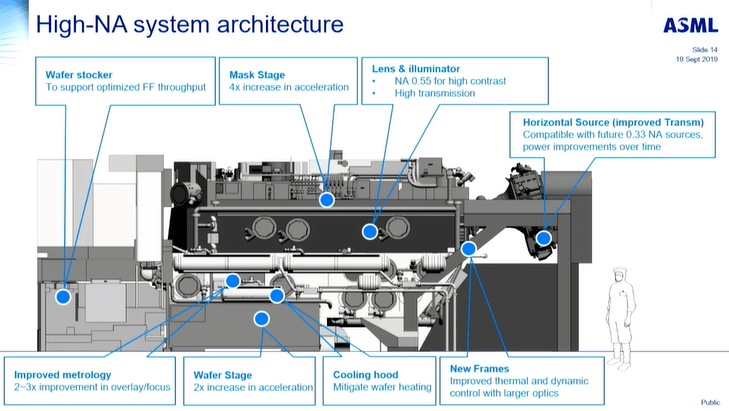 High-NA system architecture
ASML
Slide 14
19 Sept 2019
Wafer stocker
To support optimized FF throughput
Mask Stage
4x increase in acceleration
Lens & illuminator
• NA 0.55 for high contrast
• High transmission
Horizontal Source (improved Transm)
Compatible with future 0.33 NA sources,
power improvements over time
Improved metrology
2~3x improvement in overlay/focus
Wafer Stage
2x increase in acceleration
Cooling hood
Mitigate wafer heating
New Frames
Improved thermal and dynamic
control with larger optics
Public